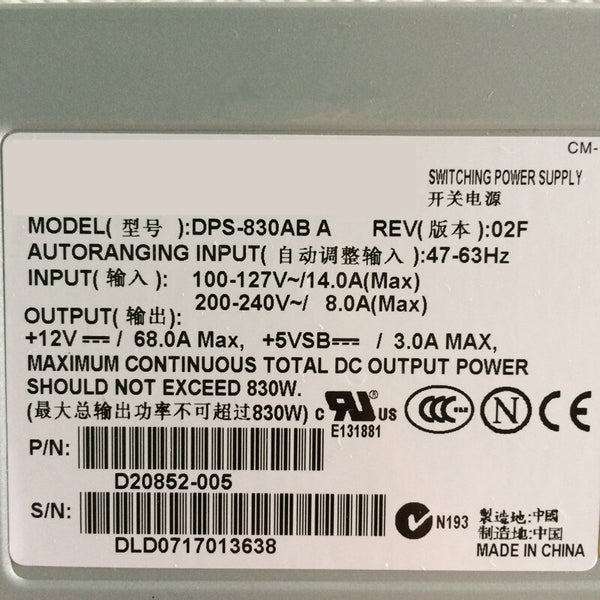 CM-
SWITCHING POWER SUPPLY
开关电源
MODEL(型号):DPS-830AB A REV(版本):02F
AUTORANGING INPUT(自动调整输入):47-63Hz
INPUT(输入): 100-127V~/14.0A(Max)
200-240V~/ 8.0A(Max)
OUTPUT(输出):
+12V⎓/ 68.0A Max, +5VSB⎓ / 3.0A MAX,
MAXIMUM CONTINUOUS TOTAL DC OUTPUT POWER
SHOULD NOT EXCEED 830W.
(最大总输出功率不可超过830W) c RU® US CCC N CE
E131881
P/N:
D20852-005
S/N:
N193 製造地:中國
制造地:中国
DLD0717013638 MADE IN CHINA